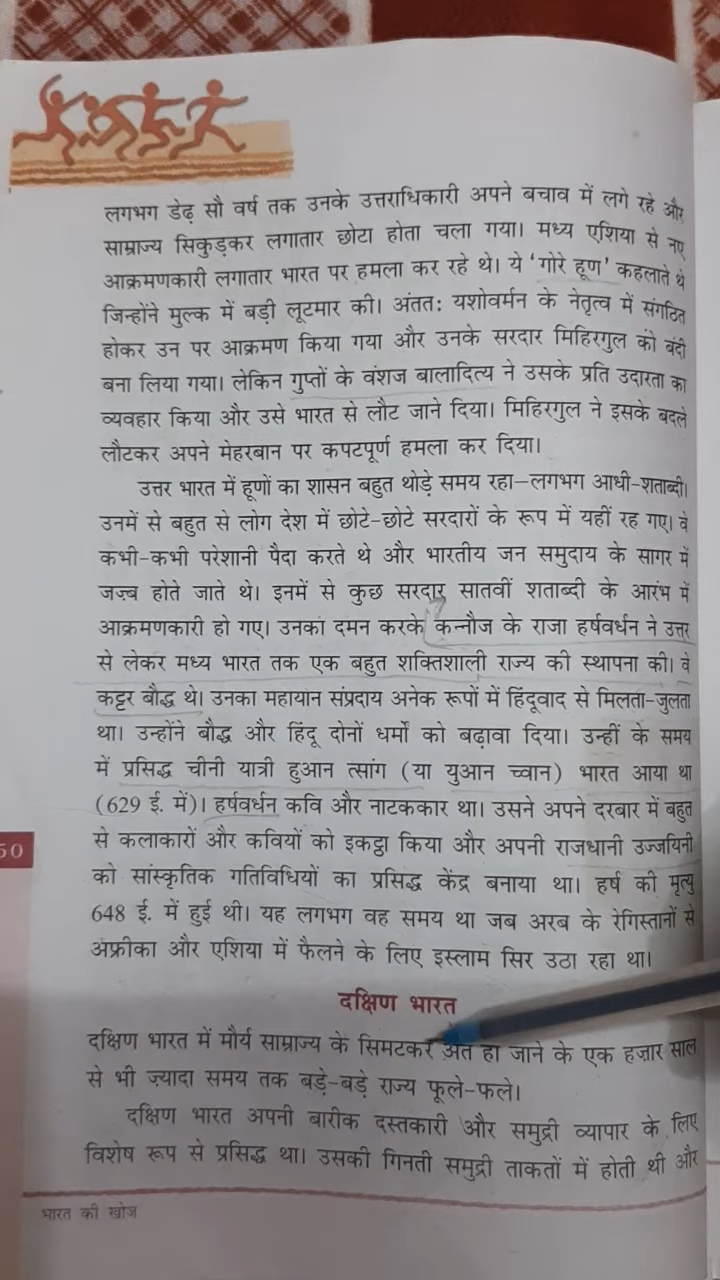 लगभग डेढ़ सौ वर्ष तक उनके उत्तराधिकारी अपने बचाव में लगे रहे और
साम्राज्य सिकुड़कर लगातार छोटा होता चला गया। मध्य एशिया से नए
आक्रमणकारी लगातार भारत पर हमला कर रहे थे। ये ‘गोरे हूण’ कहलाते थे
जिन्होंने मुल्क में बड़ी लूटमार की। अंततः यशोवर्मन के नेतृत्व में संगठित
होकर उन पर आक्रमण किया गया और उनके सरदार मिहिरगुल को बंदी
बना लिया गया। लेकिन गुप्तों के वंशज बालादित्य ने उसके प्रति उदारता का
व्यवहार किया और उसे भारत से लौट जाने दिया। मिहिरगुल ने इसके बदले
लौटकर अपने मेहरबान पर कपटपूर्ण हमला कर दिया।
उत्तर भारत में हूणों का शासन बहुत थोड़े समय रहा—लगभग आधी-शताब्दी।
उनमें से बहुत से लोग देश में छोटे-छोटे सरदारों के रूप में यहीं रह गए। वे
कभी-कभी परेशानी पैदा करते थे और भारतीय जन समुदाय के सागर में
जज़्ब होते जाते थे। इनमें से कुछ सरदार सातवीं शताब्दी के आरंभ में
आक्रमणकारी हो गए। उनका दमन करके कन्नौज के राजा हर्षवर्धन ने उत्तर
से लेकर मध्य भारत तक एक बहुत शक्तिशाली राज्य की स्थापना की। वे
कट्टर बौद्ध थे। उनका महायान संप्रदाय अनेक रूपों में हिंदूवाद से मिलता-जुलता
था। उन्होंने बौद्ध और हिंदू दोनों धर्मों को बढ़ावा दिया। उन्हीं के समय
में प्रसिद्ध चीनी यात्री हुआन त्सांग (या युआन च्वान) भारत आया था
(629 ई. में)। हर्षवर्धन कवि और नाटककार था। उसने अपने दरबार में बहुत
से कलाकारों और कवियों को इकट्ठा किया और अपनी राजधानी उज्जयिनी
को सांस्कृतिक गतिविधियों का प्रसिद्ध केंद्र बनाया था। हर्ष की मृत्यु
648 ई. में हुई थी। यह लगभग वह समय था जब अरब के रेगिस्तानों से
अफ़्रीका और एशिया में फैलने के लिए इस्लाम सिर उठा रहा था।
दक्षिण भारत
दक्षिण भारत में मौर्य साम्राज्य के सिमटकर अंत हो जाने के एक हज़ार साल
से भी ज़्यादा समय तक बड़े-बड़े राज्य फूले-फले।
दक्षिण भारत अपनी बारीक दस्तकारी और समुद्री व्यापार के लिए
विशेष रूप से प्रसिद्ध था। उसकी गिनती समुद्री ताकतों में होती थी और
भारत की खोज